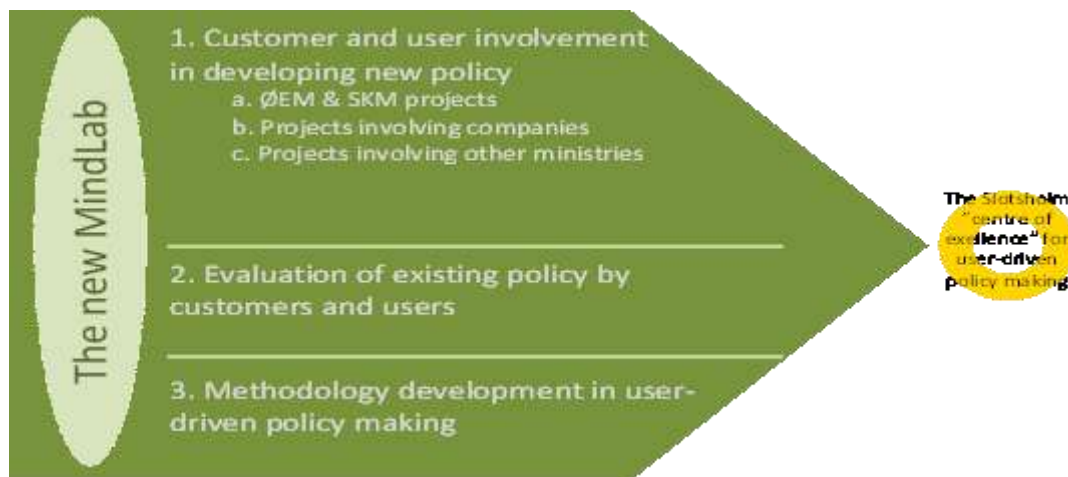 The new MindLab
1. Customer and user involvement
in developing new policy
a. ØEM & SKM projects
b. Projects involving companies
c. Projects involving other ministries
2. Evaluation of existing policy by
customers and users
3. Methodology development in user-
driven policy making
The Slotsholm
"centre of
exellence" for
user-driven
policy making